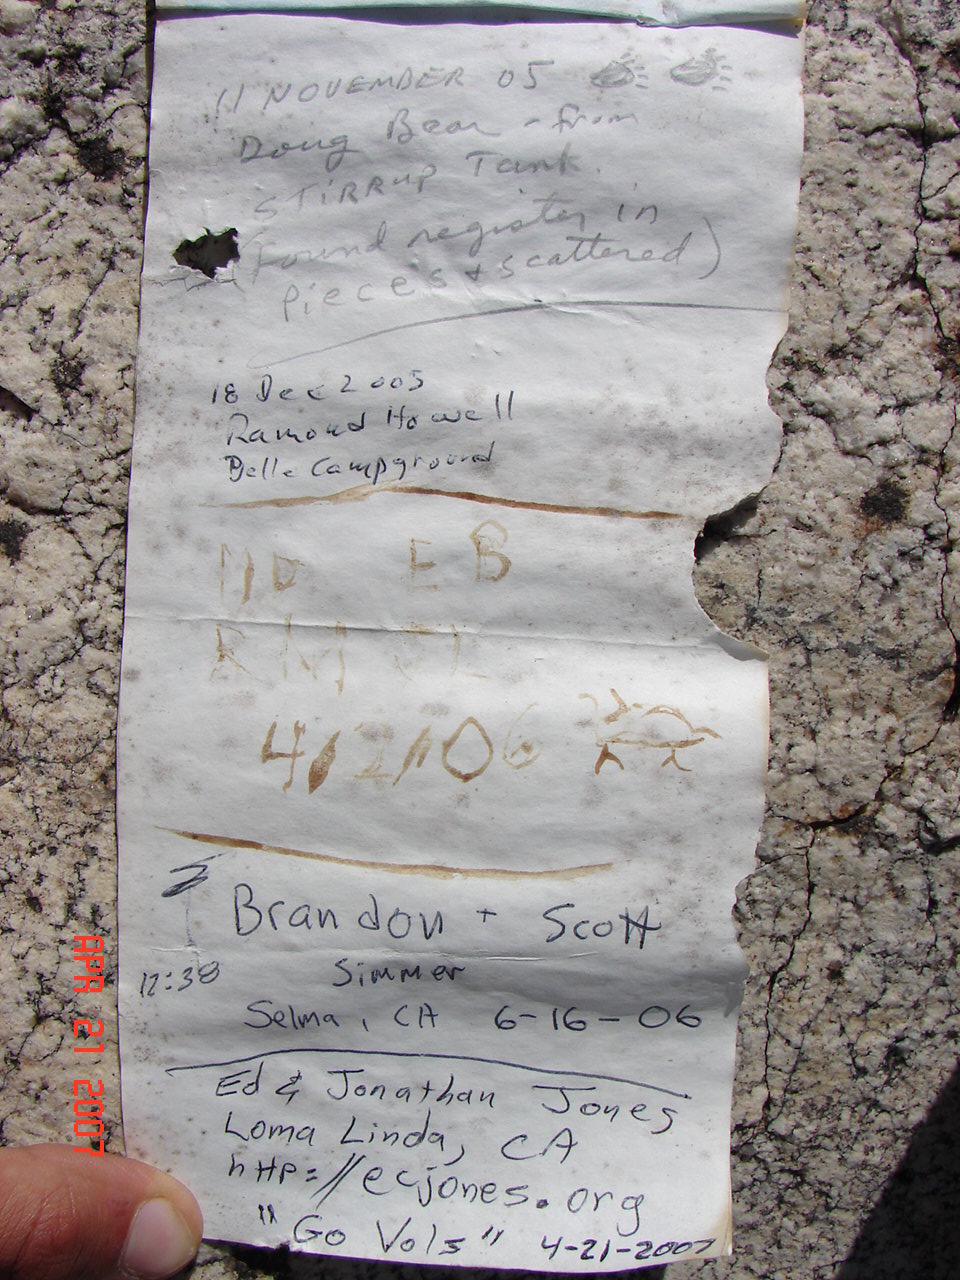 11 NOVEMBER 05
Doug Bear - from
STIRRUP Tank.
(Found register in
pieces + scattered)
18 Dec 2005
Ramond Howell
Belle Campground
E B
4/2/06
Brandon + Scott
12:38 Simmer
Selma, CA 6-16-06
Ed & Jonathan Jones
Loma Linda, CA
http://ecjones.org
"Go Vols" 4-21-2007
APR 21 2007